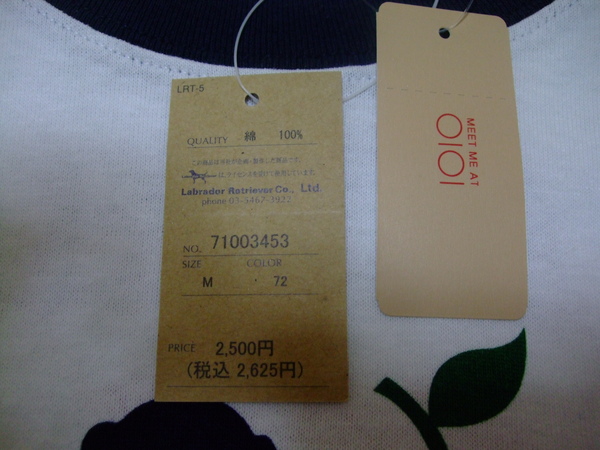 LRT-5
QUALITY 綿 100%
Labrador Retriever Co., Ltd.
phone 03-5467-3922
NO. 71003453
SIZE COLOR
M 72
PRICE 2,500円
(税込 2,625円)
MEET ME AT
OIOI